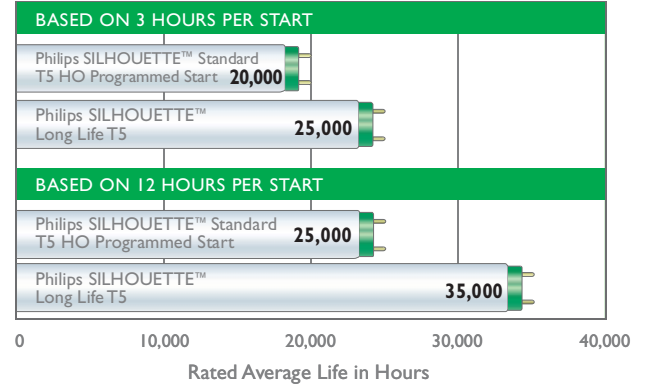 BASED ON 3 HOURS PER START
Philips SILHOUETTE™ Standard
T5 HO Programmed Start 20,000
Philips SILHOUETTE™
Long Life T5
25,000
BASED ON 12 HOURS PER START
Philips SILHOUETTE™ Standard
T5 HO Programmed Start
25,000
Philips SILHOUETTE™
Long Life T5
35,000
0 10,000 20,000 30,000 40,000
Rated Average Life in Hours